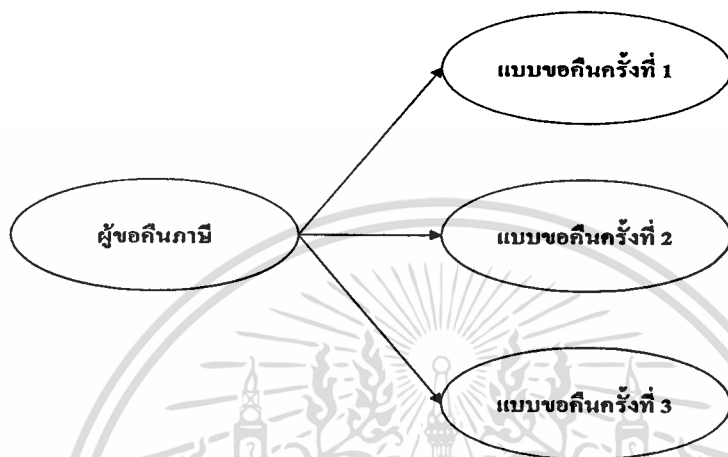 แบบขอคืนครั้งที่ 1
ผู้ขอคืนภาษี
แบบขอคืนครั้งที่ 2
แบบขอคืนครั้งที่ 3